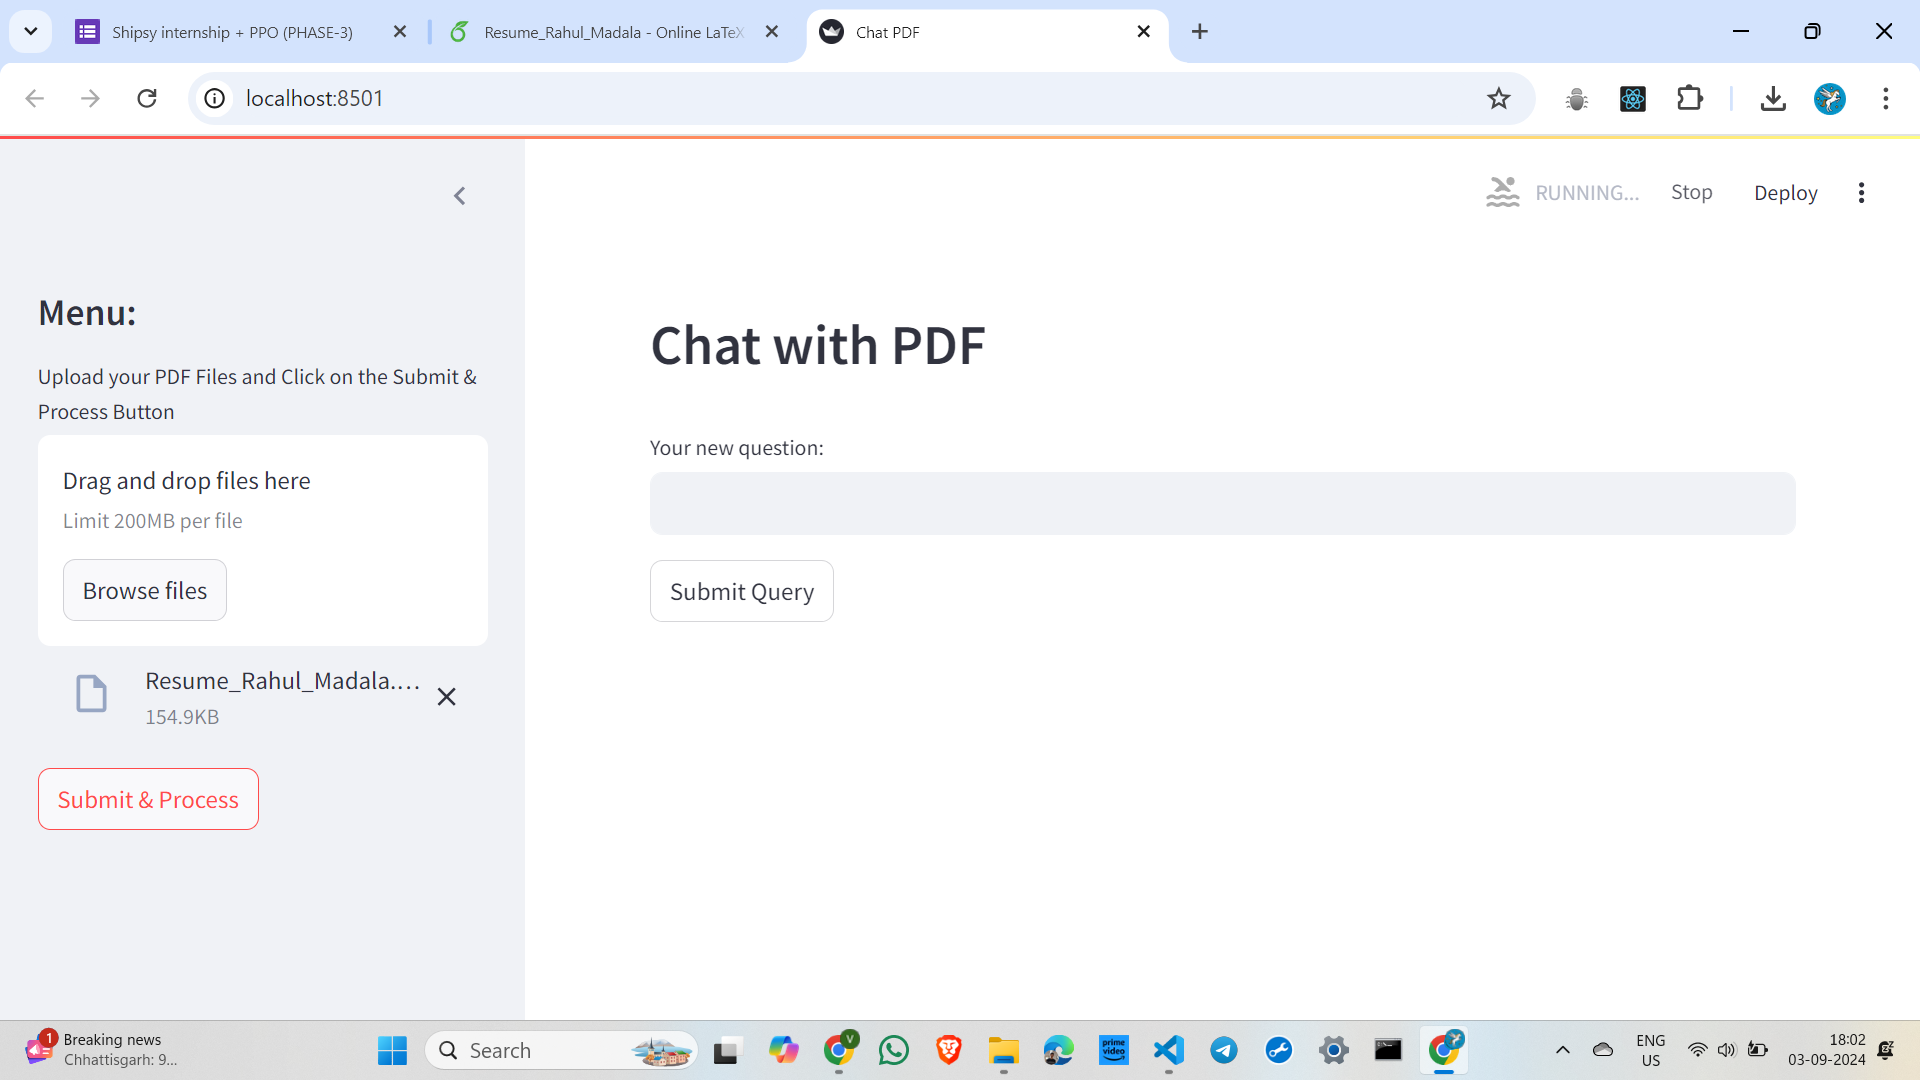 Shipsy internship + PPO (PHASE-3)
Resume_Rahul_Madala - Online LaTeX
Chat PDF
localhost:8501
RUNNING...
Stop
Deploy
Menu:
Upload your PDF Files and Click on the Submit &
Process Button
Drag and drop files here
Limit 200MB per file
Browse files
Resume_Rahul_Madala....
154.9KB
Submit & Process
Chat with PDF
Your new question:
Submit Query
1
Breaking news
Chhattisgarh: 9...
Search
V
prime
video
ENG
US
18:02
03-09-2024